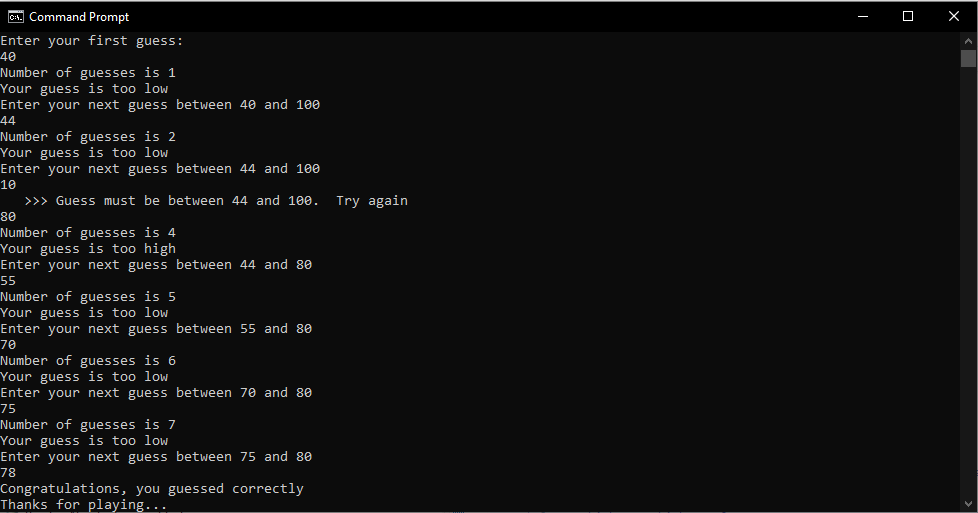 Command Prompt
Enter your first guess:
40
Number of guesses is 1
Your guess is too low
Enter your next guess between 40 and 100
44
Number of guesses is 2
Your guess is too low
Enter your next guess between 44 and 100
10
   >>> Guess must be between 44 and 100.  Try again
80
Number of guesses is 4
Your guess is too high
Enter your next guess between 44 and 80
55
Number of guesses is 5
Your guess is too low
Enter your next guess between 55 and 80
70
Number of guesses is 6
Your guess is too low
Enter your next guess between 70 and 80
75
Number of guesses is 7
Your guess is too low
Enter your next guess between 75 and 80
78
Congratulations, you guessed correctly
Thanks for playing...